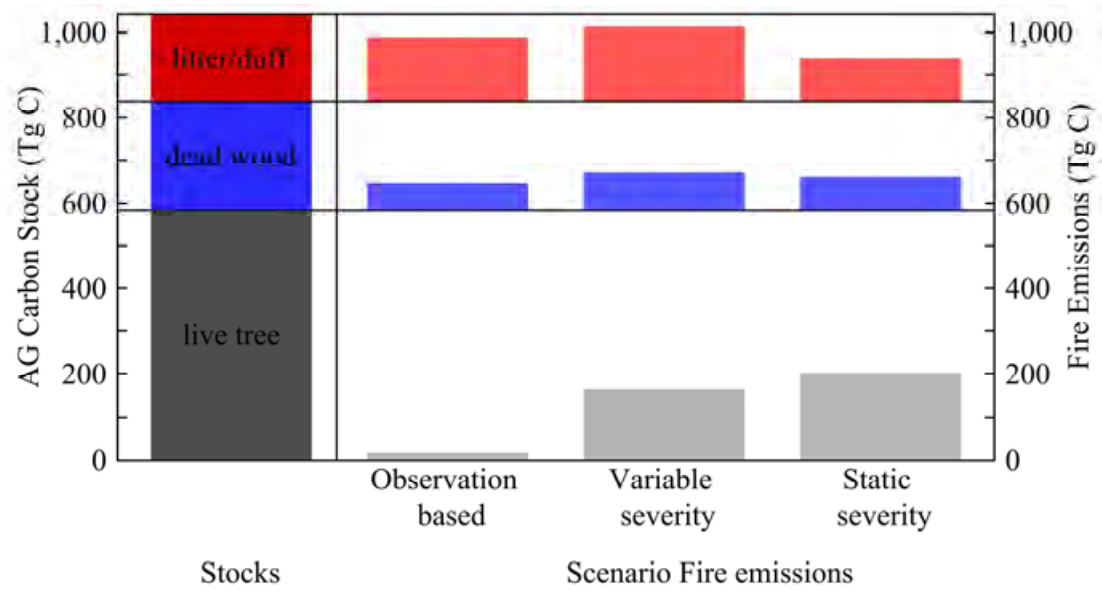 AG Carbon Stock (Tg C)
1,000
800
600
400
200
0
litter/duff
dead wood
live tree
1,000
800
600
400
200
0
Fire Emissions (Tg C)
Observation
based
Variable
severity
Static
severity
Stocks
Scenario Fire emissions